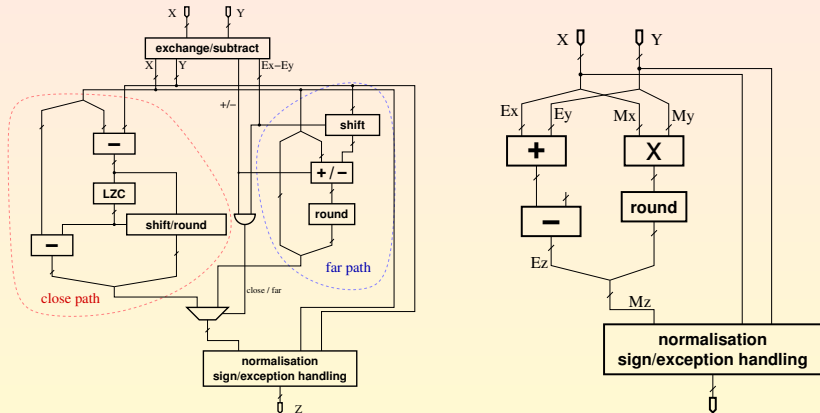 X Y
exchange/subtract
X Y Ex−Ey
+/−
shift
−
+ / −
LZC
round
shift/round
−
far path
close path
close / far
normalisation
sign/exception handling
Z
X Y
Ex Ey Mx My
+ X
round
−
Ez
Mz
normalisation
sign/exception handling